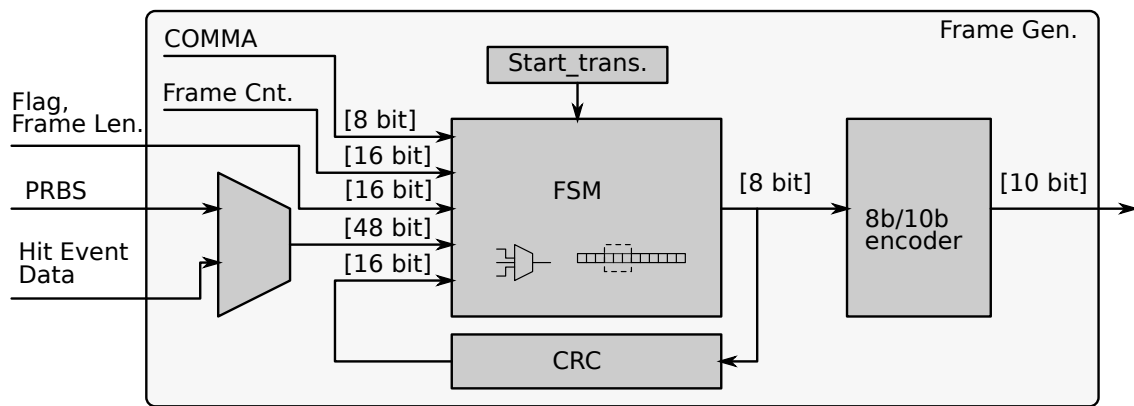 Frame Gen.
COMMA
Start_trans.
Frame Cnt.
Flag,
Frame Len.
[8 bit]
[16 bit]
PRBS
[16 bit]
FSM
[8 bit]
[10 bit]
8b/10b
encoder
[48 bit]
Hit Event
Data
[16 bit]
CRC